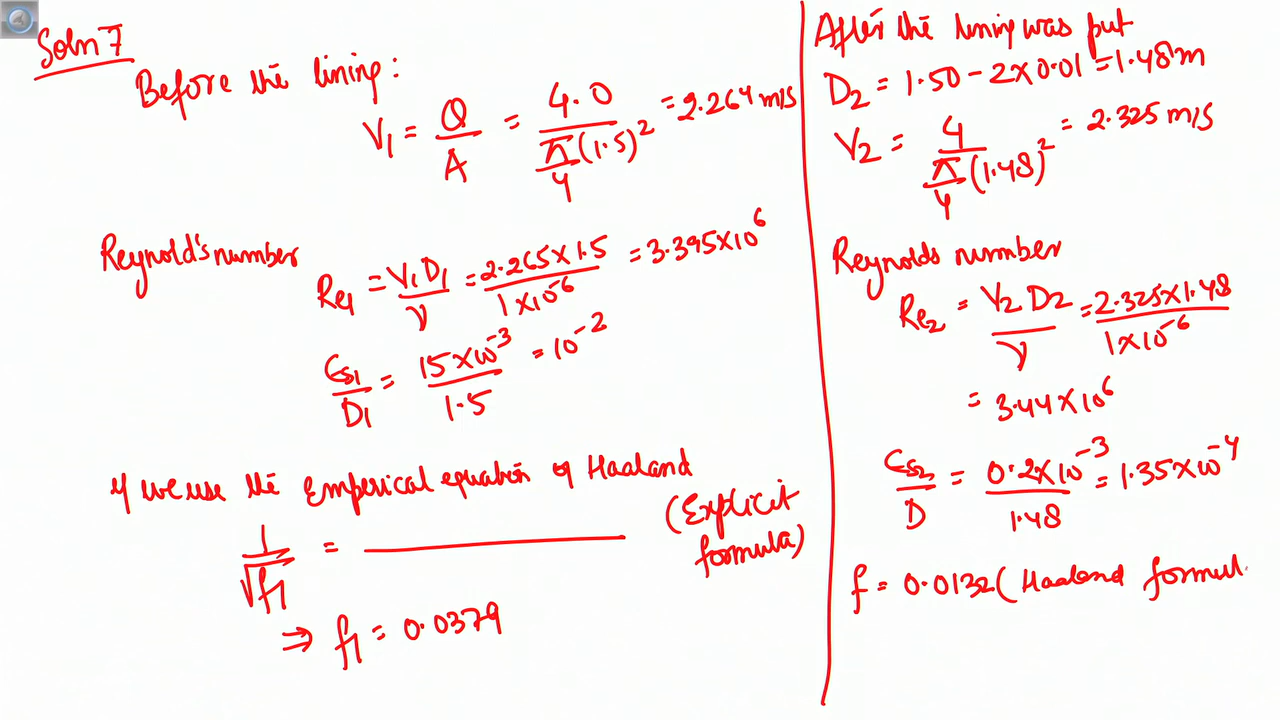 Soln 7
Before the lining:
V₁ = Q/A = 4.0/(π/4 (1.5)²) = 2.264 m/s
Reynold's number
Re₁ = V₁D₁/ν = 2.265×1.5/1×10⁻⁶ = 3.395×10⁶
ϵs₁/D₁ = 15×10⁻³/1.5 = 10⁻²
If we use the Emperical equation of Haaland
(Explicit
formula)
1/√f₁ = ________
⇒ f₁ = 0.0379
After the lining was put
D₂ = 1.50 - 2×0.01 = 1.48m
V₂ = 4/(π/4 (1.48)²) = 2.325 m/s
Reynolds number
Re₂ = V₂ D₂/ν = 2.325×1.48/1×10⁻⁶
= 3.44×10⁶
ϵs₂/D = 0.2×10⁻³/1.48 = 1.35×10⁻⁴
f = 0.0132 (Haaland formul